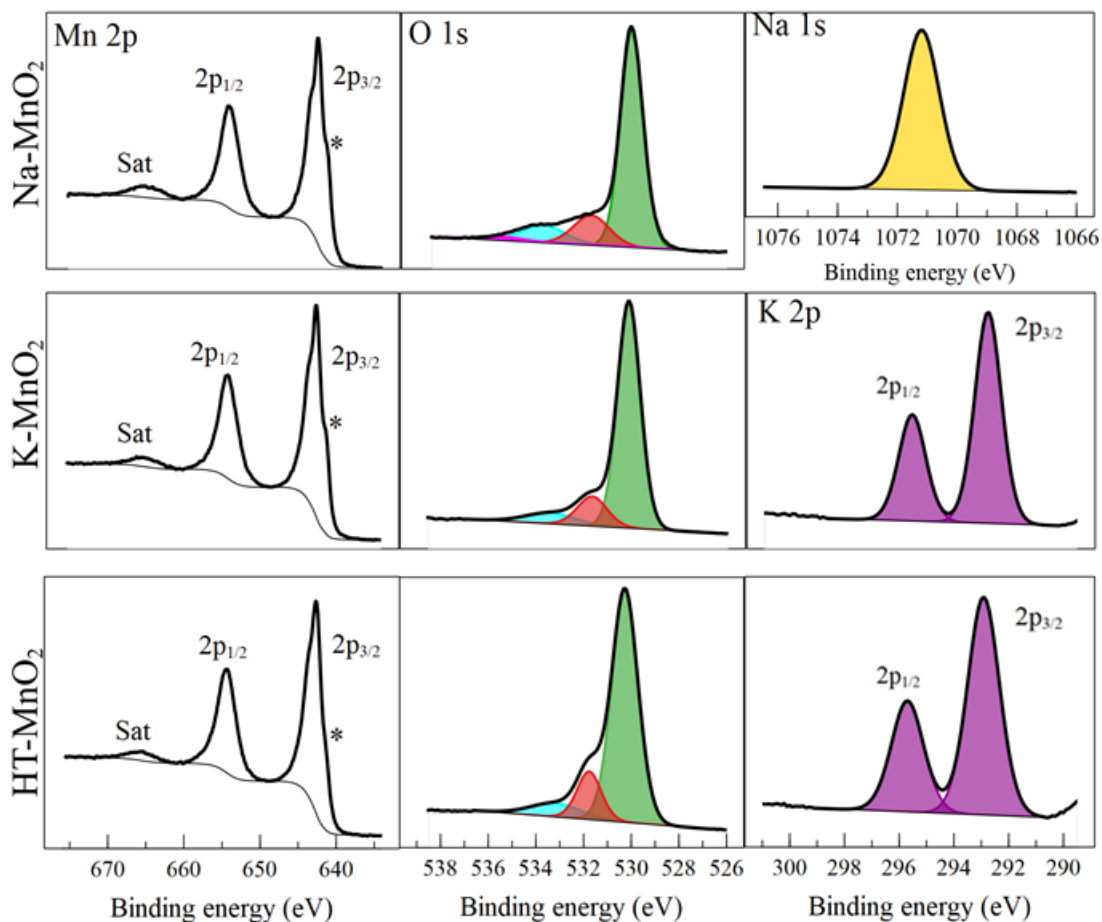 Na-MnO₂
Mn 2p
2p₁/₂
2p₃/₂
*
Sat
O 1s
Na 1s
1076 1074 1072 1070 1068 1066
Binding energy (eV)
K-MnO₂
2p₁/₂
2p₃/₂
*
Sat
K 2p
2p₃/₂
2p₁/₂
HT-MnO₂
2p₁/₂
2p₃/₂
*
Sat
2p₃/₂
2p₁/₂
670 660 650 640
538 536 534 532 530 528 526
300 298 296 294 292 290
Binding energy (eV)
Binding energy (eV)
Binding energy (eV)